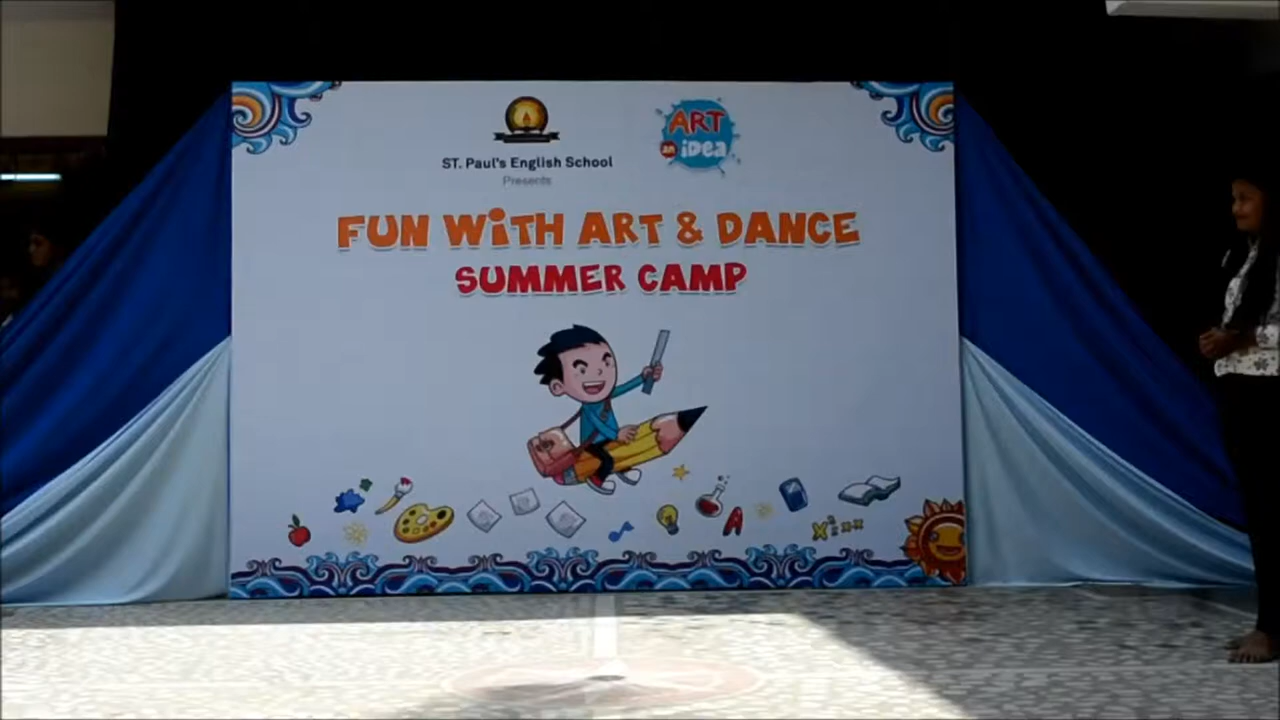 ST. Paul's English School
Presents
ART
an iDea
FUN WiTH ART & DANCE
SUMMER CAMP
A